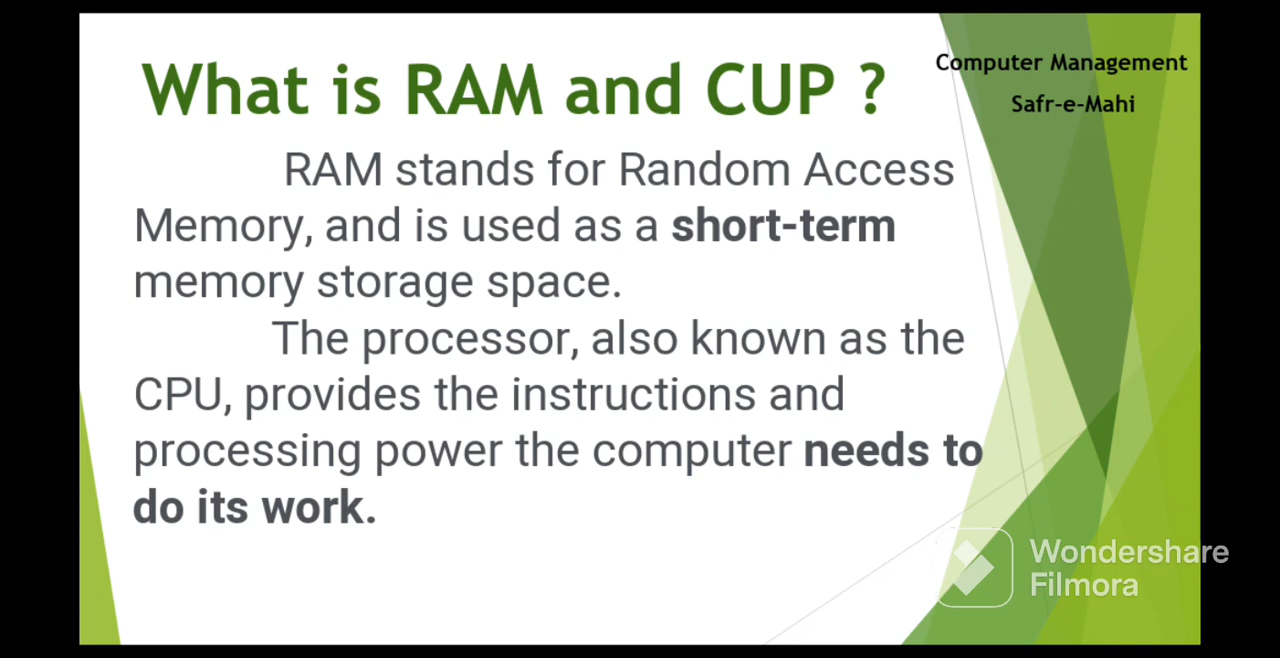 What is RAM and CUP ?
Computer Management
Safr-e-Mahi
RAM stands for Random Access
Memory, and is used as a short-term
memory storage space.
The processor, also known as the
CPU, provides the instructions and
processing power the computer needs to
do its work.
Wondershare
Filmora